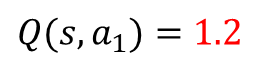 Q(s, a₁) = 1.2